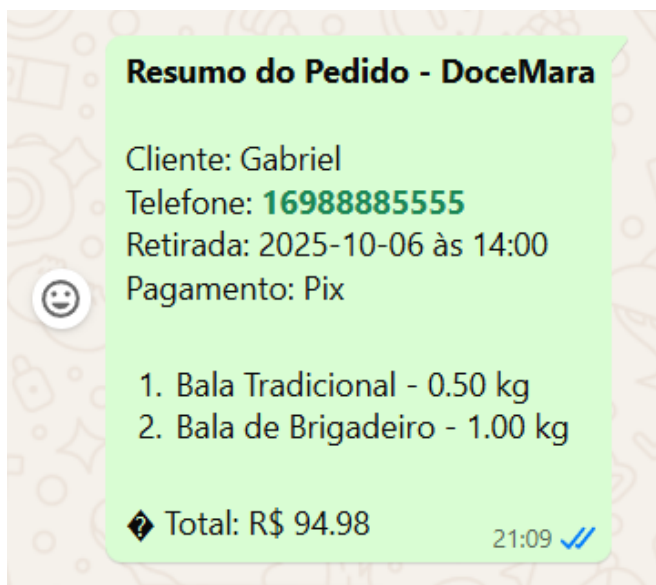 Resumo do Pedido - DoceMara
Cliente: Gabriel
Telefone: 16988885555
Retirada: 2025-10-06 às 14:00
Pagamento: Pix
1. Bala Tradicional - 0.50 kg
2. Bala de Brigadeiro - 1.00 kg
� Total: R$ 94.98
21:09